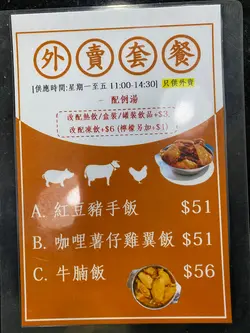 外賣套餐
[供應時間:星期一至五 11:00-14:30] 只供外賣
– 配例湯
改配熱飲/盒裝/罐裝飲品+$3
改配凍飲+$6 (檸檬另加+$1)
A. 紅豆豬手飯 $51
B. 咖哩薯仔雞翼飯 $51
C. 牛腩飯 $56